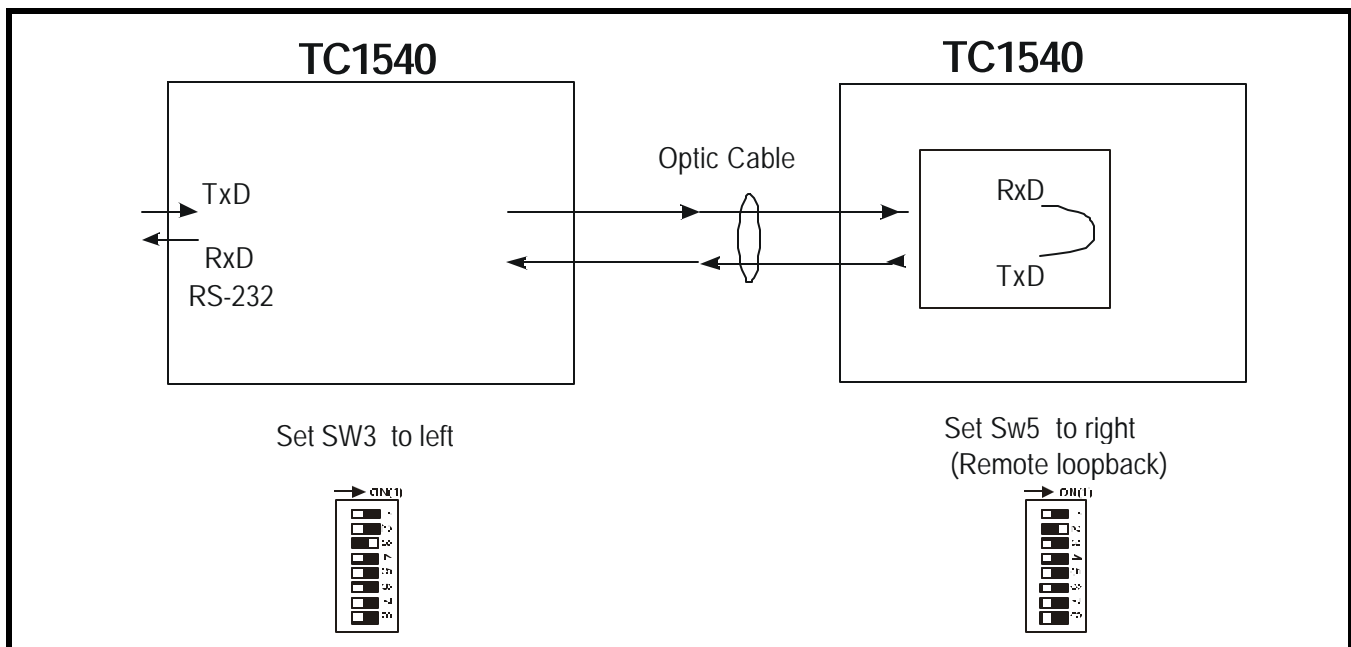 TC1540
TC1540
Optic Cable
TxD
RxD
RS-232
RxD
TxD
Set SW3 to left
Set Sw5 to right
(Remote loopback)